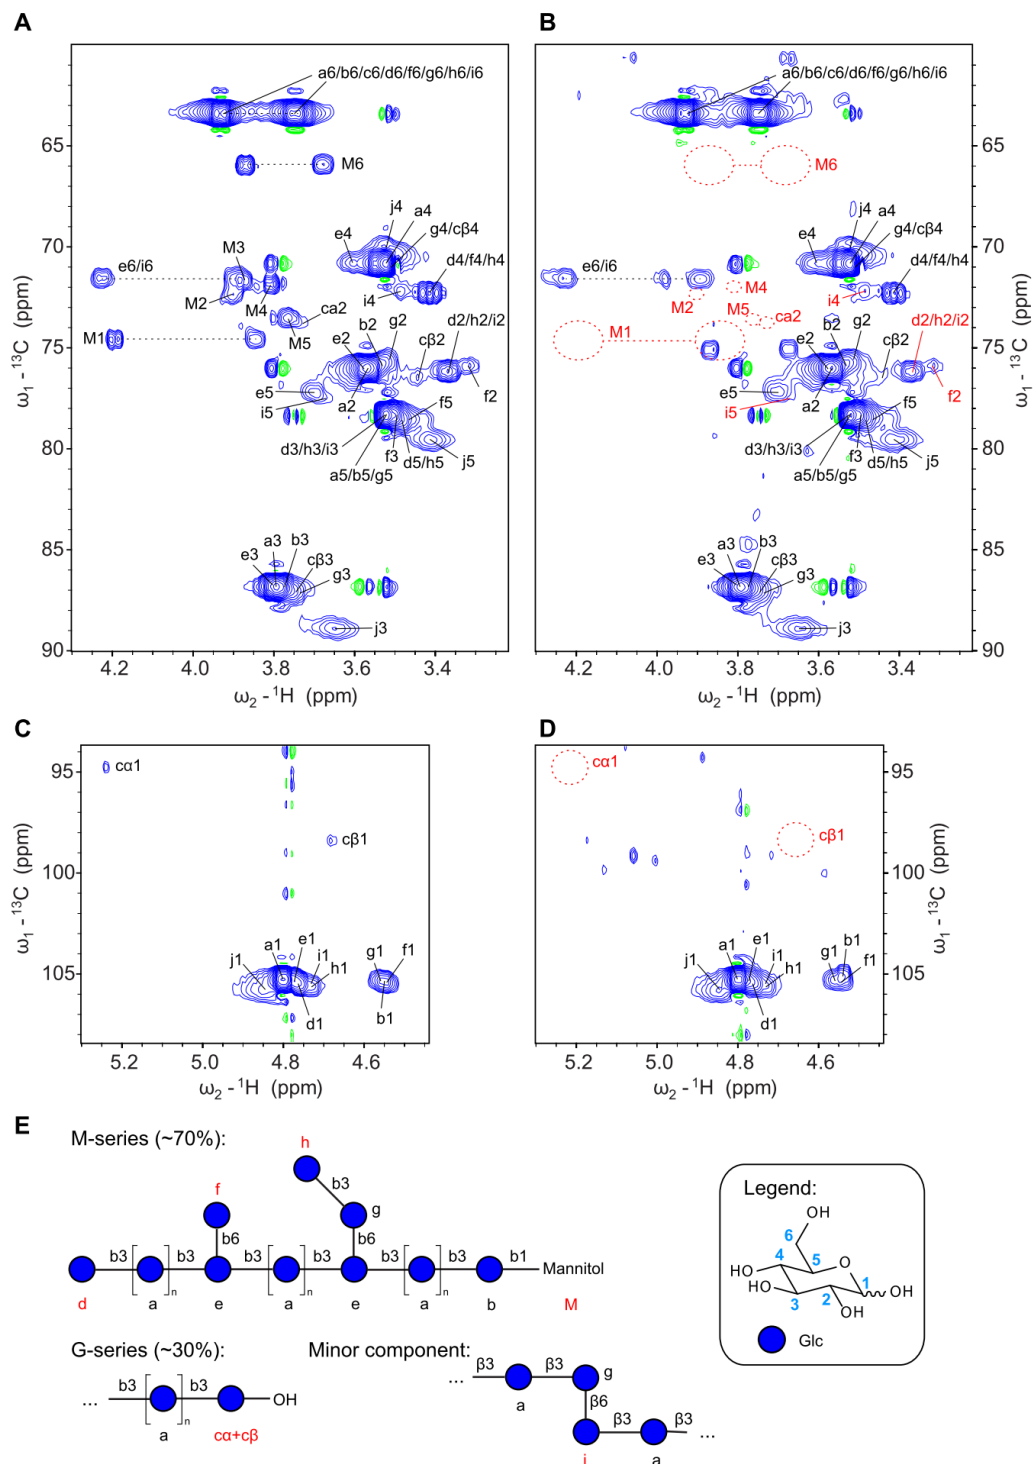 A
a6/b6/c6/d6/f6/g6/h6/i6
M6
j4
a4
e4
g4/cβ4
M3
e6/i6
d4/f4/h4
M2
M4
i4
ca2
M1
M5
e2
b2
g2
cβ2
e5
i5
a2
f5
f2
d3/h3/i3
f3
d5/h5
j5
a5/b5/g5
a3
b3
e3
cβ3
g3
j3
65
70
75
80
85
90
ω1 - 13C (ppm)
4.2
4.0
3.8
3.6
3.4
ω2 - 1H (ppm)
B
a6/b6/c6/d6/f6/g6/h6/i6
M6
j4
a4
e4
g4/cβ4
e6/i6
d4/f4/h4
M4
M2
i4
M5
ca2
M1
b2
g2
d2/h2/i2
e2
cβ2
e5
i5
a2
f5
f2
d3/h3/i3
f3
d5/h5
j5
a5/b5/g5
a3
b3
e3
cβ3
g3
j3
65
70
75
80
85
90
ω1 - 13C (ppm)
4.2
4.0
3.8
3.6
3.4
ω2 - 1H (ppm)
C
cα1
cβ1
a1
e1
j1
i1
h1
d1
g1
f1
b1
95
100
105
ω1 - 13C (ppm)
5.2
5.0
4.8
4.6
ω2 - 1H (ppm)
D
cα1
cβ1
a1
e1
j1
i1
h1
d1
g1
b1
f1
95
100
105
ω1 - 13C (ppm)
5.2
5.0
4.8
4.6
ω2 - 1H (ppm)
E
M-series (~70%):
h
b3
f
g
b6
b6
b3
b3
b3
b3
b3
b3
b1
Mannitol
n
n
n
d
a
e
a
e
a
b
M
G-series (~30%):
b3
b3
...
n
OH
a
cα+cβ
Minor component:
β3
β3
...
g
a
β6
β3
β3
...
i
a
Legend:
OH
6
4
5
O
1
HO
HO
OH
3
2
OH
Glc